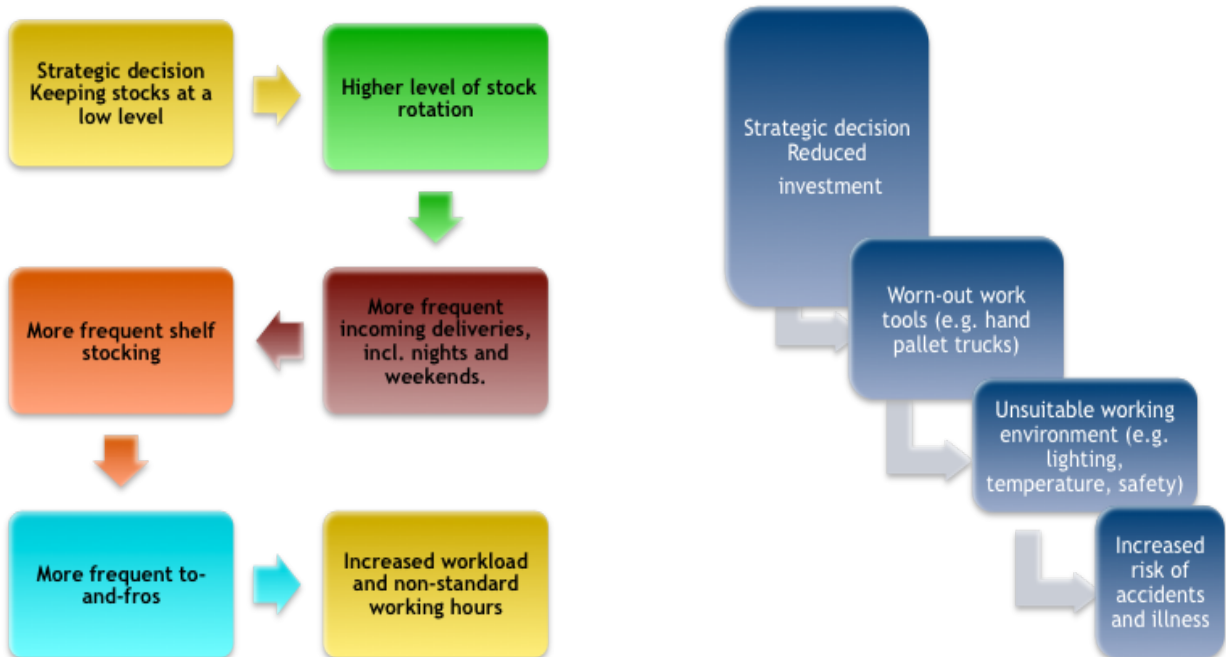 Strategic decision
Keeping stocks at a
low level
Higher level of stock
rotation
More frequent
incoming deliveries,
incl. nights and
weekends.
More frequent shelf
stocking
More frequent to-
and-fros
Increased workload
and non-standard
working hours
Strategic decision
Reduced
investment
Worn-out work
tools (e.g. hand
pallet trucks)
Unsuitable working
environment (e.g.
lighting,
temperature, safety)
Increased
risk of
accidents
and illness